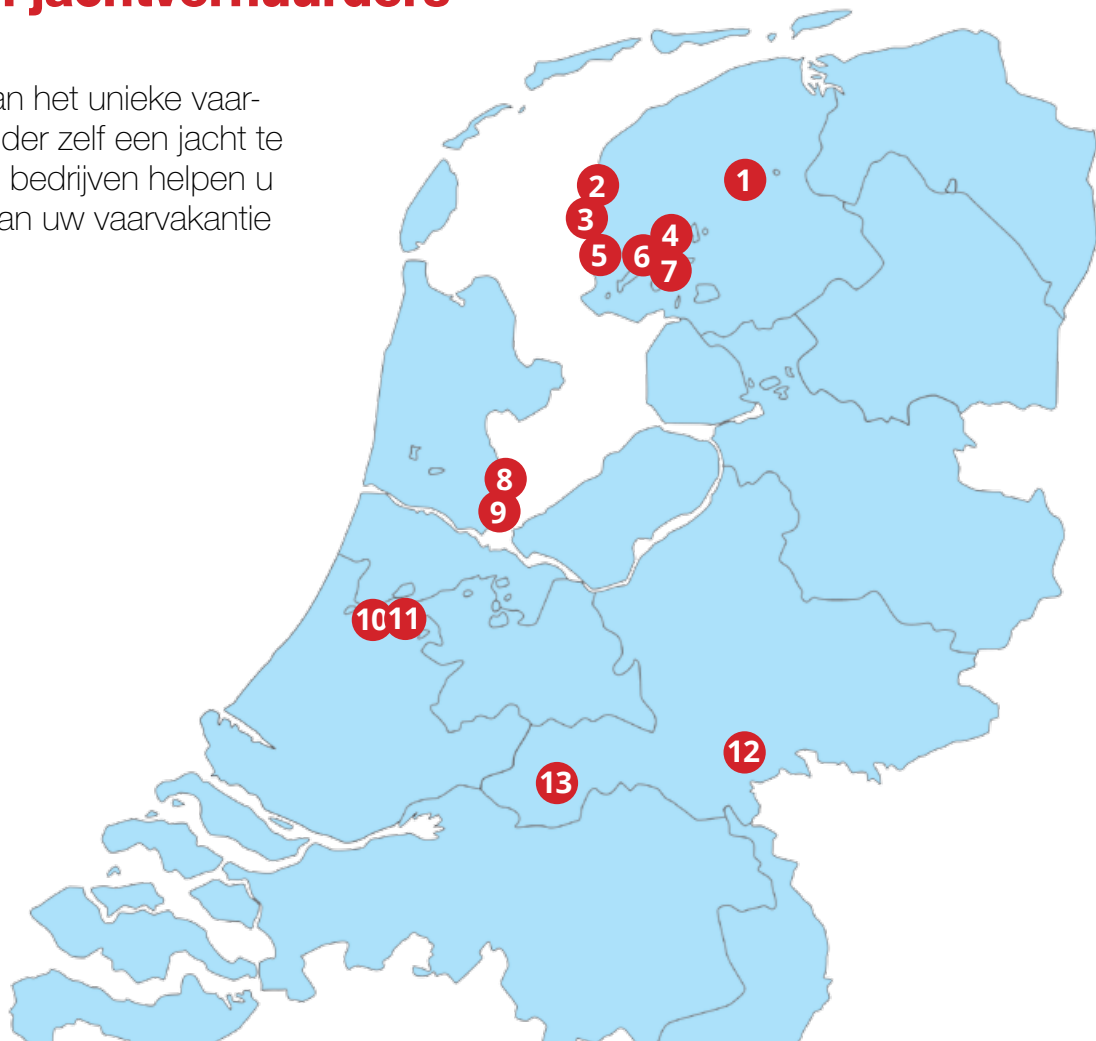 jachtverhuurders
an het unieke vaar-
der zelf een jacht te
bedrijven helpen u
an uw vaarvakantie
1
2
3
4
5
6
7
8
9
10
11
12
13